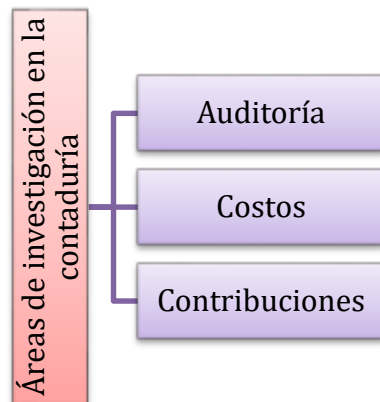 Áreas de investigación en la
contaduría
Auditoría
Costos
Contribuciones